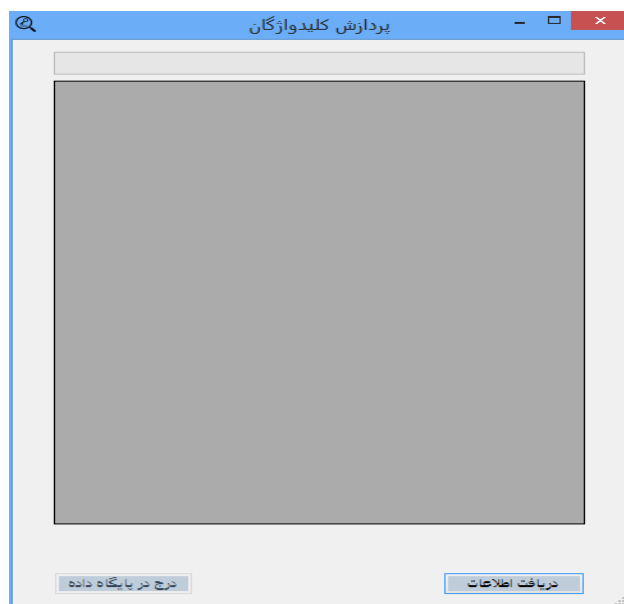 پردازش کلیدواژگان
دریافت اطلاعات
درج در پایگاه داده